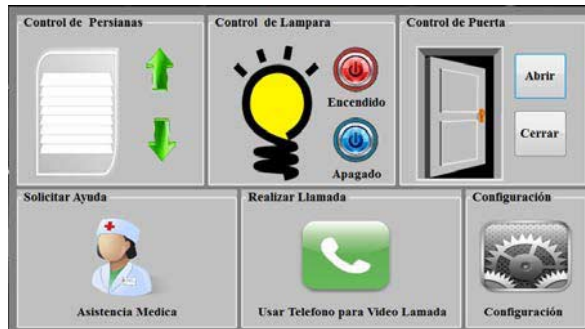 Control de Persianas
Control de Lampara
Control de Puerta
Encendido
Apagado
Abrir
Cerrar
Solicitar Ayuda
Realizar Llamada
Configuración
Asistencia Medica
Usar Telefono para Video Lamada
Configuración